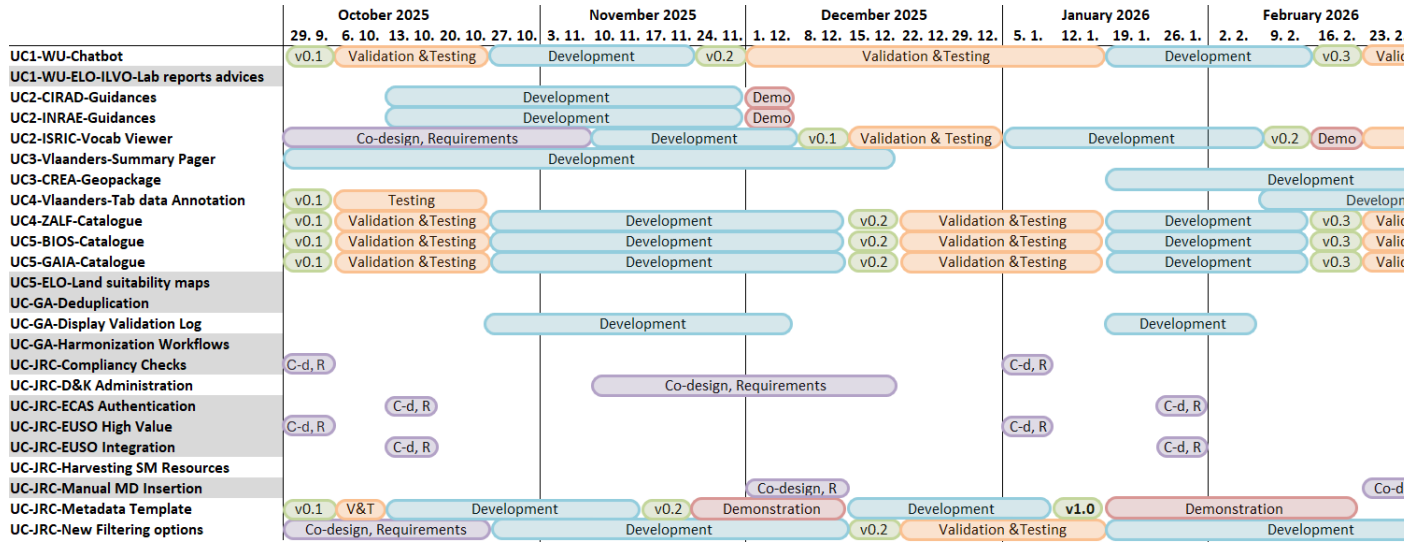 October 2025 November 2025 December 2025 January 2026 February 2026
29. 9. 6. 10. 13. 10. 20. 10. 27. 10. 3. 11. 10. 11. 17. 11. 24. 11. 1. 12. 8. 12. 15. 12. 22. 12. 29. 12. 5. 1. 12. 1. 19. 1. 26. 1. 2. 2. 9. 2. 16. 2. 23. 2
UC1-WU-Chatbot v0.1 Validation &Testing Development v0.2 Validation &Testing Development v0.3 Valid
UC1-WU-ELO-ILVO-Lab reports advices
UC2-CIRAD-Guidances Development Demo
UC2-INRAE-Guidances Development Demo
UC2-ISRIC-Vocab Viewer Co-design, Requirements Development v0.1 Validation & Testing Development v0.2 Demo
UC3-Vlaanders-Summary Pager Development
UC3-CREA-Geopackage Development
UC4-Vlaanders-Tab data Annotation v0.1 Testing Developm
UC4-ZALF-Catalogue v0.1 Validation &Testing Development v0.2 Validation &Testing Development v0.3 Valid
UC5-BIOS-Catalogue v0.1 Validation &Testing Development v0.2 Validation &Testing Development v0.3 Valid
UC5-GAIA-Catalogue v0.1 Validation &Testing Development v0.2 Validation &Testing Development v0.3 Valid
UC5-ELO-Land suitability maps
UC-GA-Deduplication
UC-GA-Display Validation Log Development Development
UC-GA-Harmonization Workflows
UC-JRC-Compliancy Checks C-d, R C-d, R
UC-JRC-D&K Administration Co-design, Requirements
UC-JRC-ECAS Authentication C-d, R C-d, R
UC-JRC-EUSO High Value C-d, R C-d, R
UC-JRC-EUSO Integration C-d, R C-d, R
UC-JRC-Harvesting SM Resources
UC-JRC-Manual MD Insertion Co-design, R Co-d
UC-JRC-Metadata Template v0.1 V&T Development v0.2 Demonstration Development v1.0 Demonstration
UC-JRC-New Filtering options Co-design, Requirements Development v0.2 Validation &Testing Development